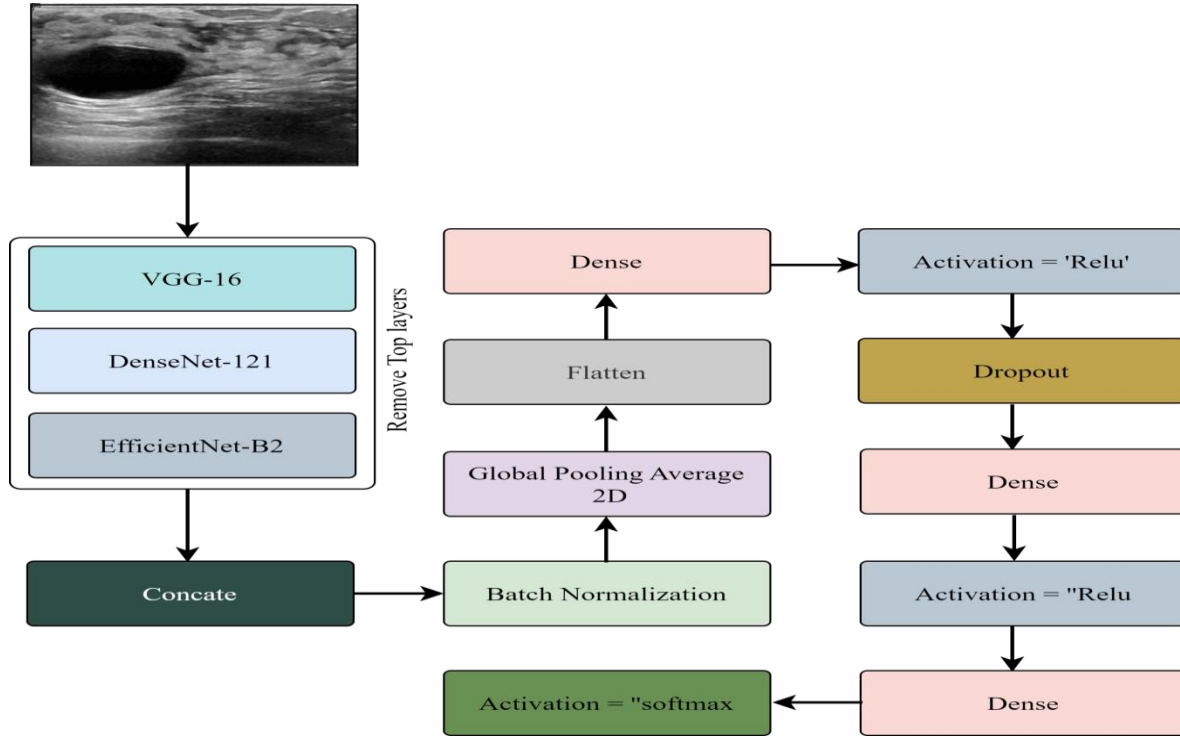 VGG-16
DenseNet-121
EfficientNet-B2
Remove Top layers
Concate
Batch Normalization
Global Pooling Average
2D
Flatten
Dense
Activation = 'Relu'
Dropout
Dense
Activation = "Relu
Dense
Activation = "softmax